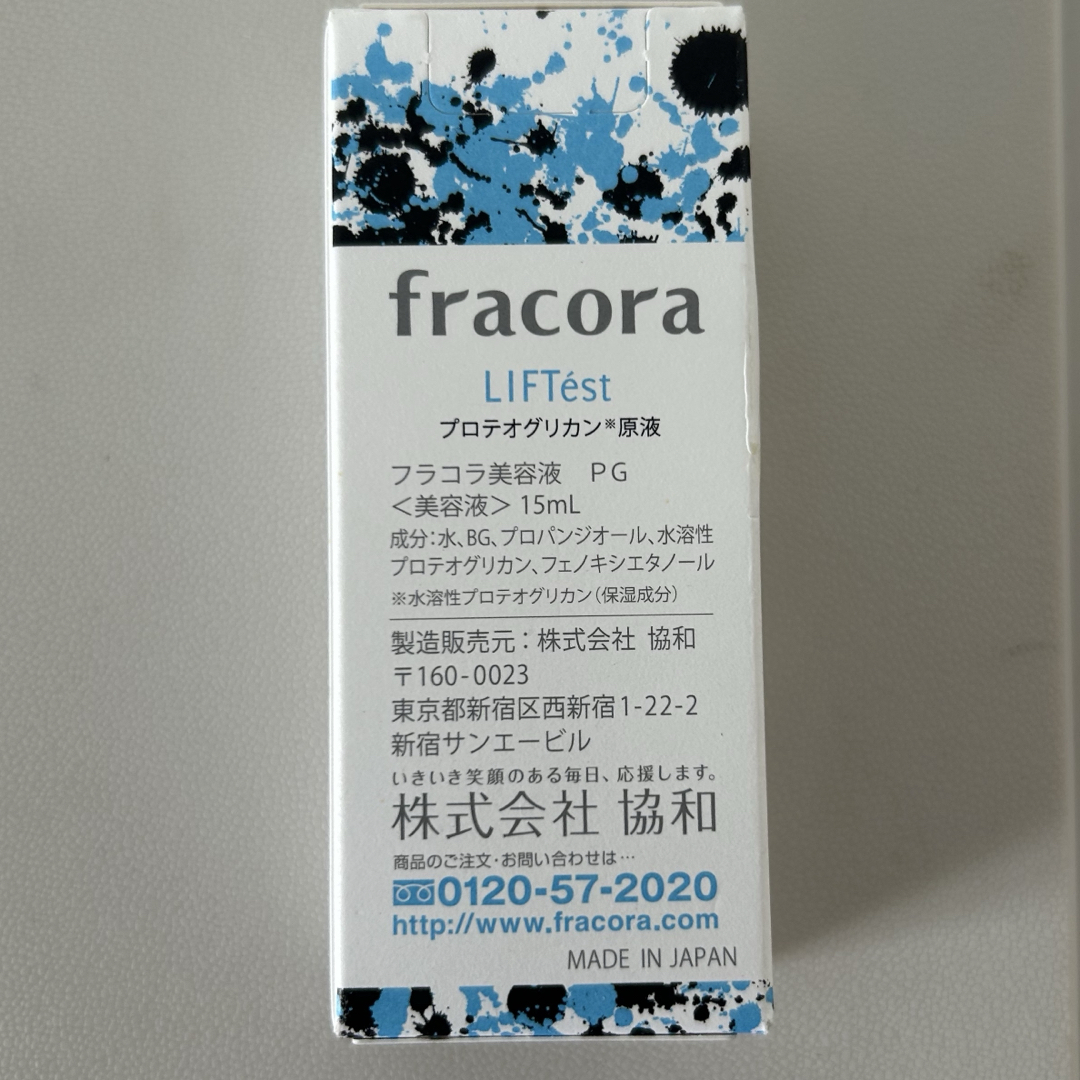 fracora
LIFTést
プロテオグリカン※原液
フラコラ美容液　PG
＜美容液＞15mL
成分：水、BG、プロパンジオール、水溶性
プロテオグリカン、フェノキシエタノール
※水溶性プロテオグリカン（保湿成分）
製造販売元：株式会社 協和
〒160-0023
東京都新宿区西新宿1-22-2
新宿サンエービル
いきいき笑顔のある毎日、応援します。
株式会社 協和
商品のご注文・お問い合わせは…
0120-57-2020
http://www.fracora.com
MADE IN JAPAN